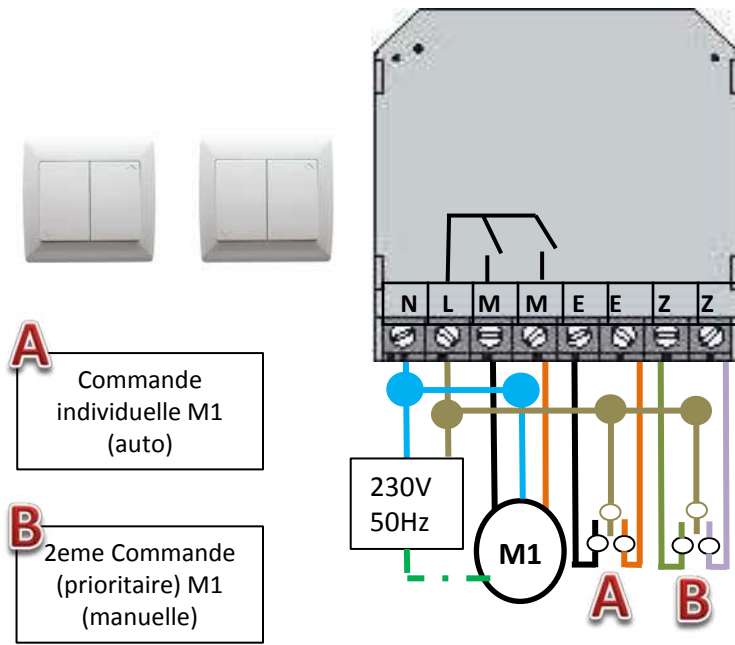 N L M M E E Z Z
A
Commande
individuelle M1
(auto)
B
2eme Commande
(prioritaire) M1
(manuelle)
230V
50Hz
M1
A B